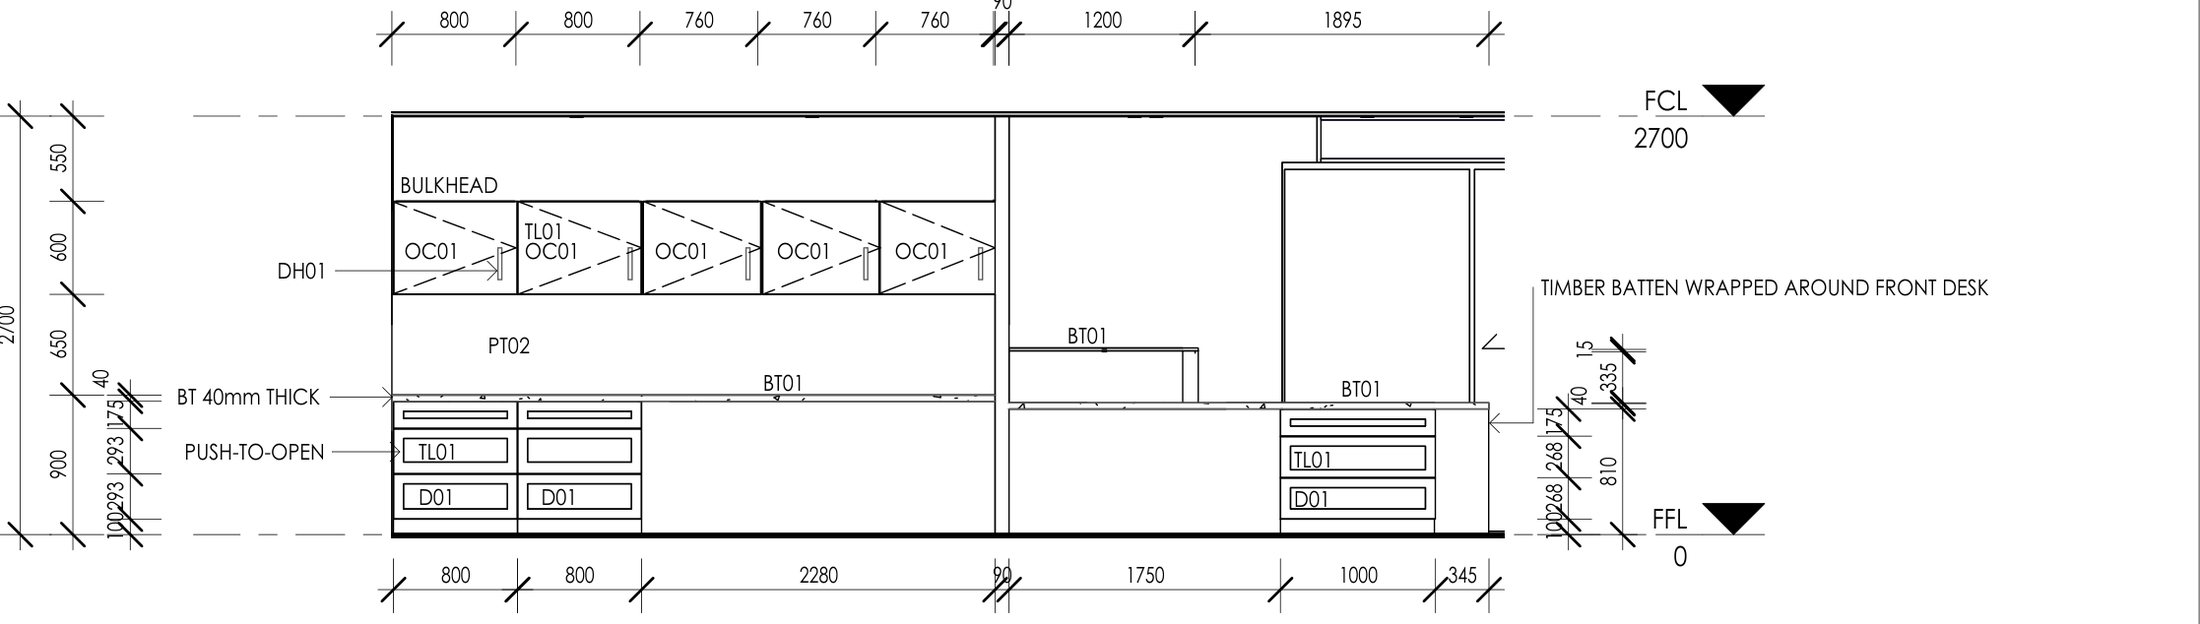 800 800 760 760 760 90 1200 1895
FCL
2700
550
BULKHEAD
600
OC01
TL01
OC01
OC01
OC01
OC01
DH01
TIMBER BATTEN WRAPPED AROUND FRONT DESK
2700
650
PT02
BT01
15
335
40
BT 40mm THICK
BT01
BT01
40
175
175
PUSH-TO-OPEN
TL01
293
900
TL01
268
810
D01
D01
D01
293
268
100
100
FFL
0
800 800 2280 90 1750 1000 345